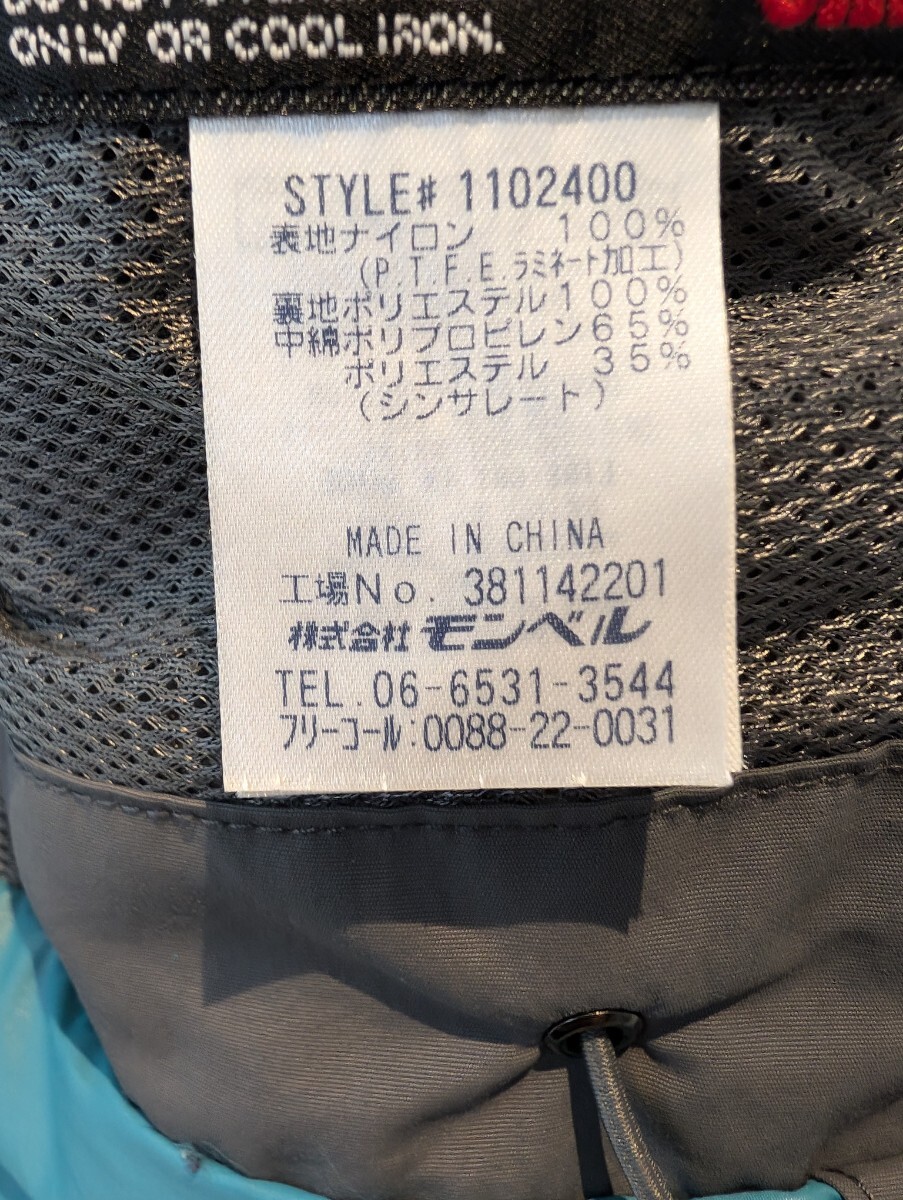 ONLY OR COOL IRON.
STYLE# 1102400
表地ナイロン 100%
(P.T.F.E.ﾗﾐﾈｰﾄ加工)
裏地ポリエステル100%
中綿ポリプロピレン65%
ポリエステル 35%
(シンサレート)
MADE IN CHINA
工場No. 381142201
株式会社モンベル
TEL.06-6531-3544
ﾌﾘｰｺｰﾙ:0088-22-0031